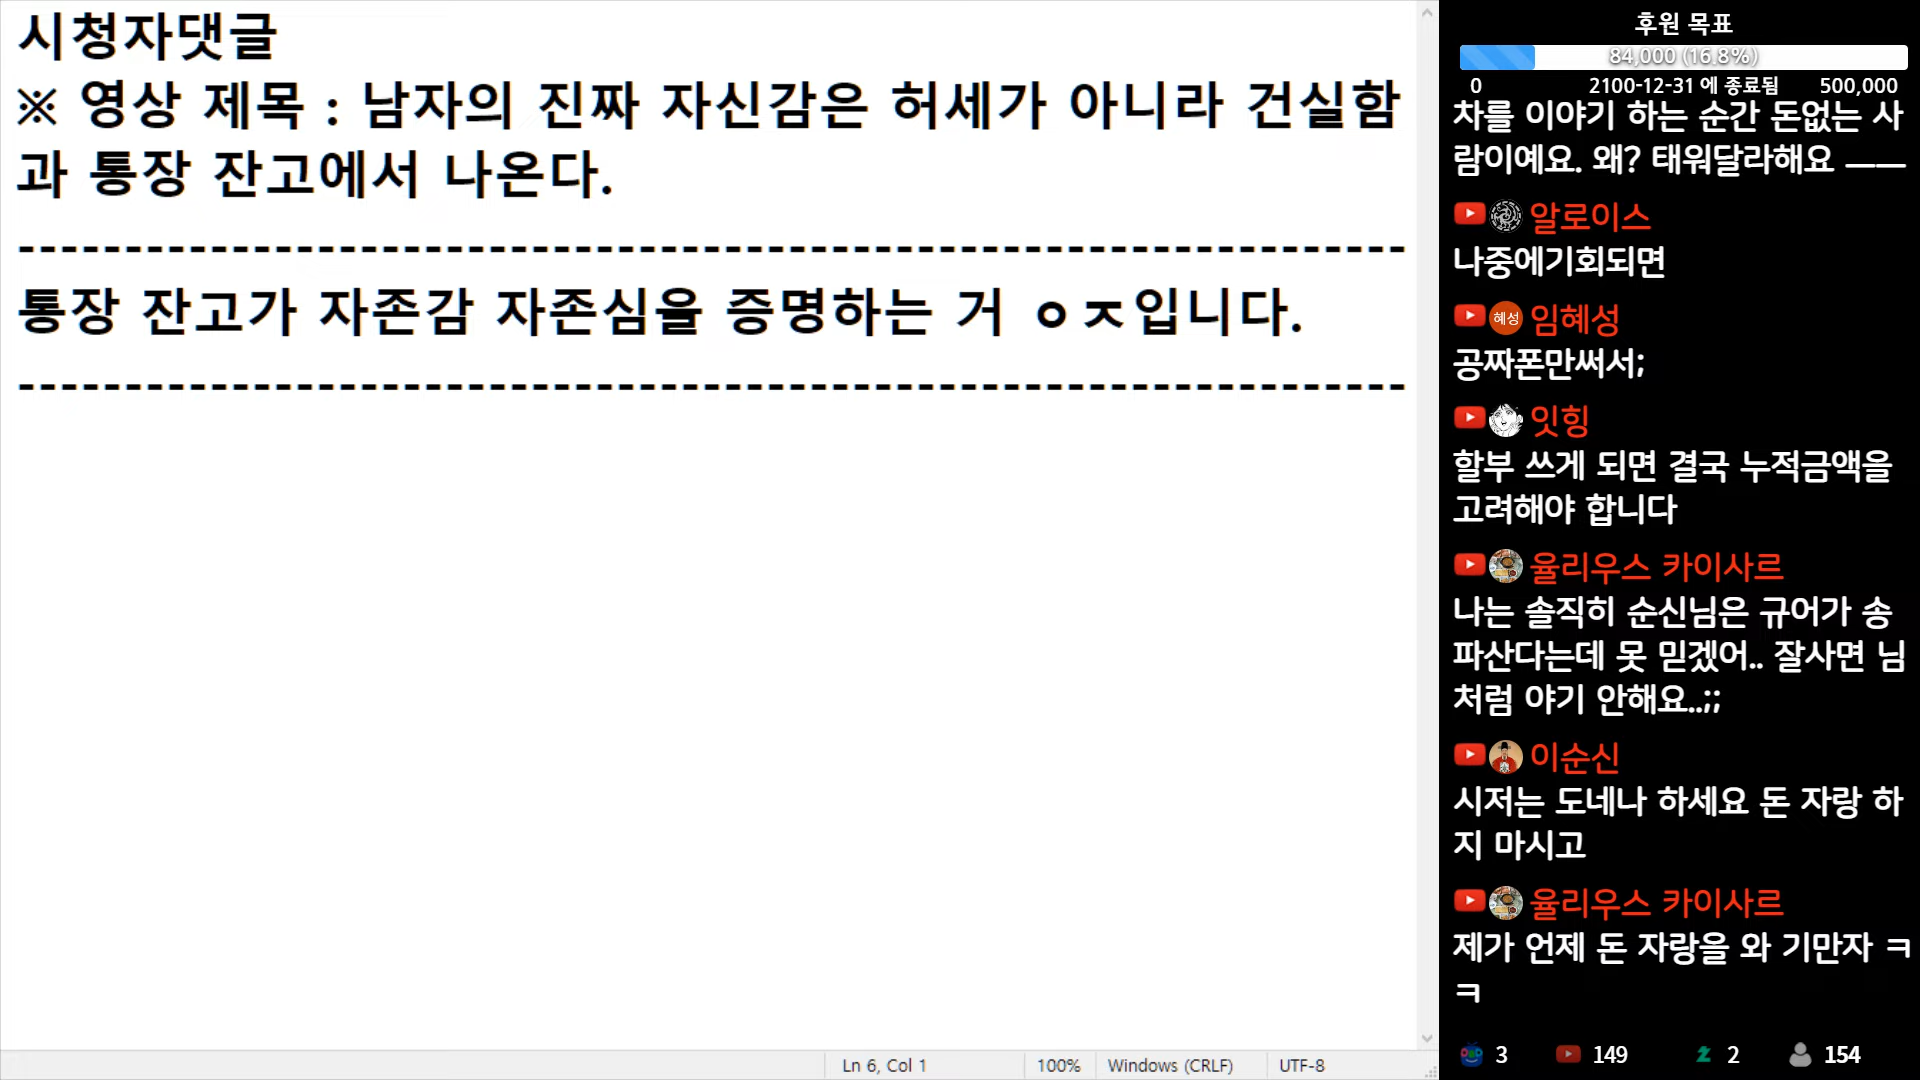 시청자댓글
※ 영상 제목 : 남자의 진짜 자신감은 허세가 아니라 건실함
과 통장 잔고에서 나온다.
-----------------------------------------------------------------
통장 잔고가 자존감 자존심을 증명하는 거 ㅇㅈ입니다.
-----------------------------------------------------------------
Ln 6, Col 1
100%
Windows (CRLF)
UTF-8
후원 목표
84,000 (16.8%)
0 2100-12-31 에 종료됨 500,000
차를 이야기 하는 순간 돈없는 사
람이예요. 왜? 태워달라해요 ㅡㅡ
알로이스
나중에기회되면
혜성 임혜성
공짜폰만써서;
잇힝
할부 쓰게 되면 결국 누적금액을
고려해야 합니다
율리우스 카이사르
나는 솔직히 순신님은 규어가 송
파산다는데 못 믿겠어.. 잘사면 님
처럼 야기 안해요..;;
이순신
시저는 도네나 하세요 돈 자랑 하
지 마시고
율리우스 카이사르
제가 언제 돈 자랑을 와 기만자 ㅋ
ㅋ
3 149 2 154